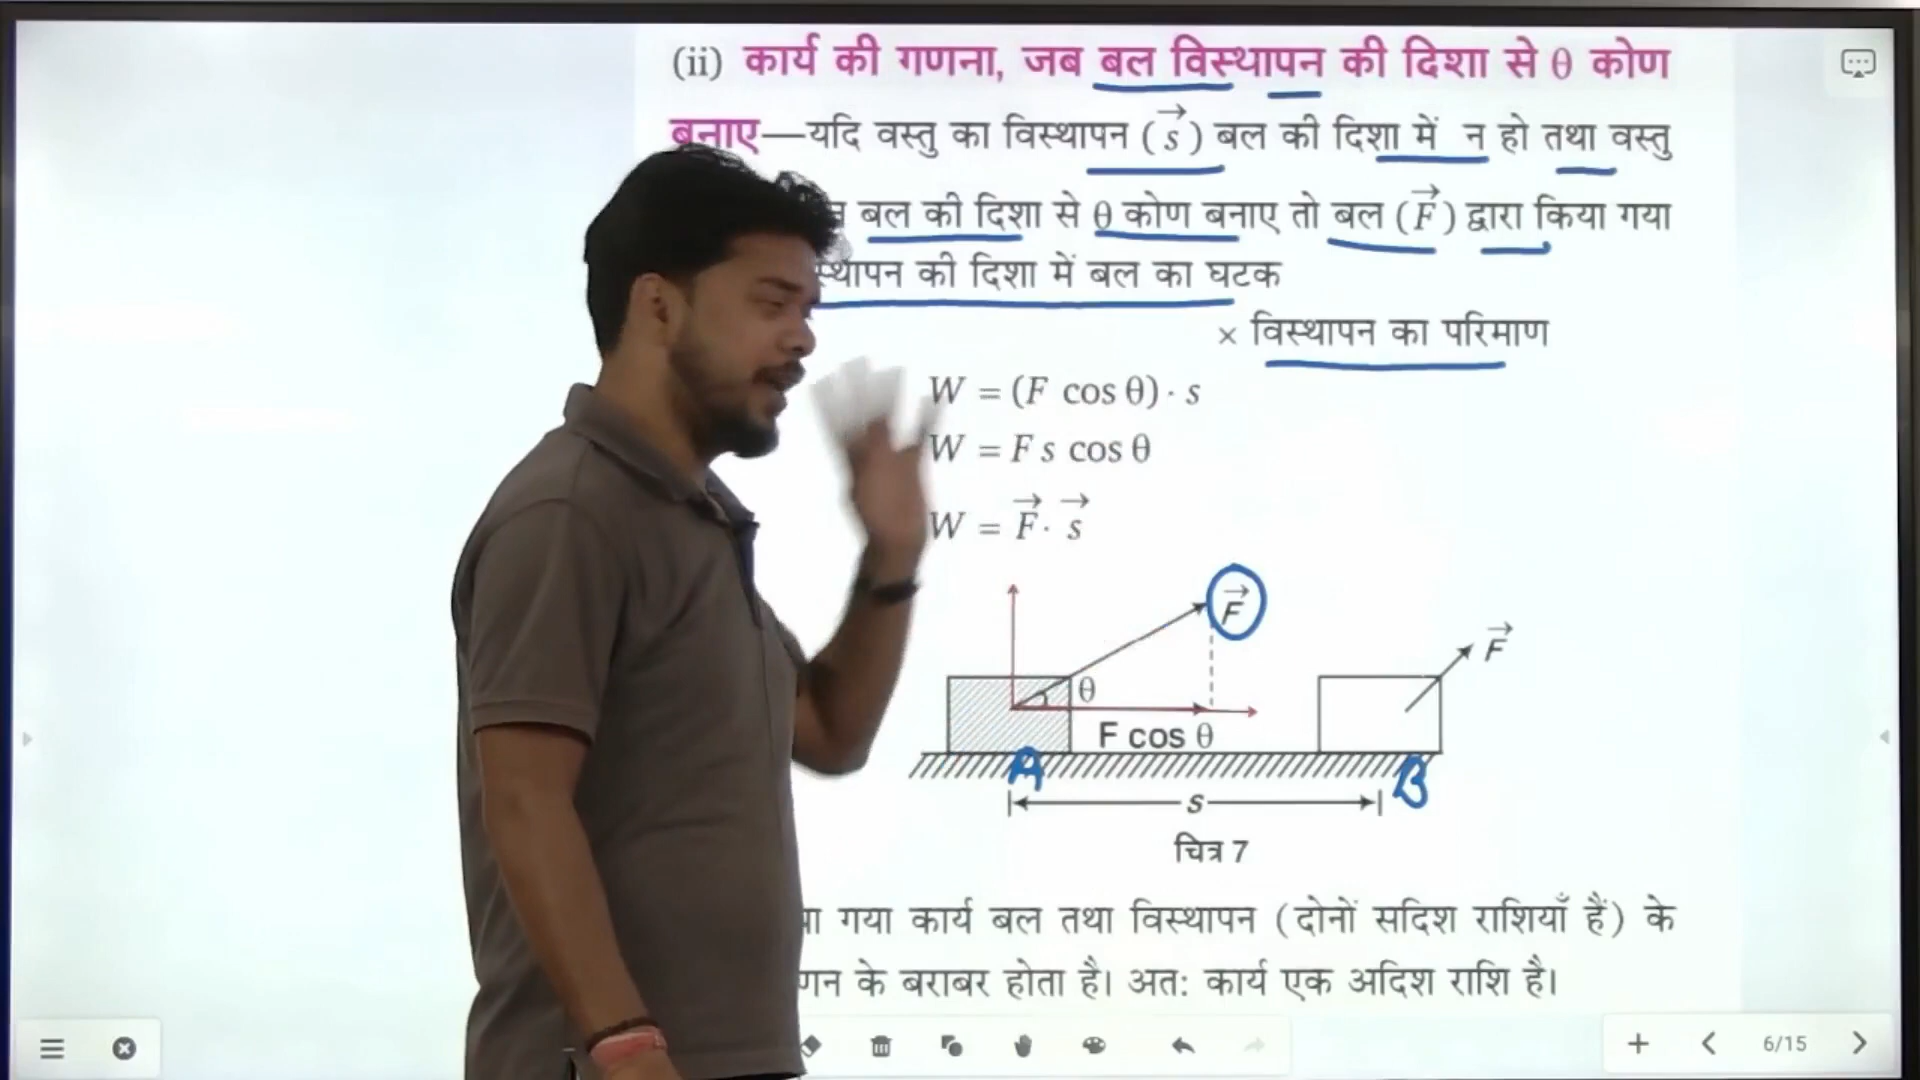 (ii) कार्य की गणना, जब बल विस्थापन की दिशा से θ कोण
बनाए—यदि वस्तु का विस्थापन (s⃗) बल की दिशा में न हो तथा वस्तु
बल की दिशा से θ कोण बनाए तो बल (F⃗) द्वारा किया गया
स्थापन की दिशा में बल का घटक
× विस्थापन का परिमाण
W = (F cos θ) · s
W = F s cos θ
W = F⃗ · s⃗
F⃗
F⃗
θ
F cos θ
A
B
s
चित्र 7
गया कार्य बल तथा विस्थापन (दोनों सदिश राशियाँ हैं) के
के बराबर होता है। अतः कार्य एक अदिश राशि है।
6/15